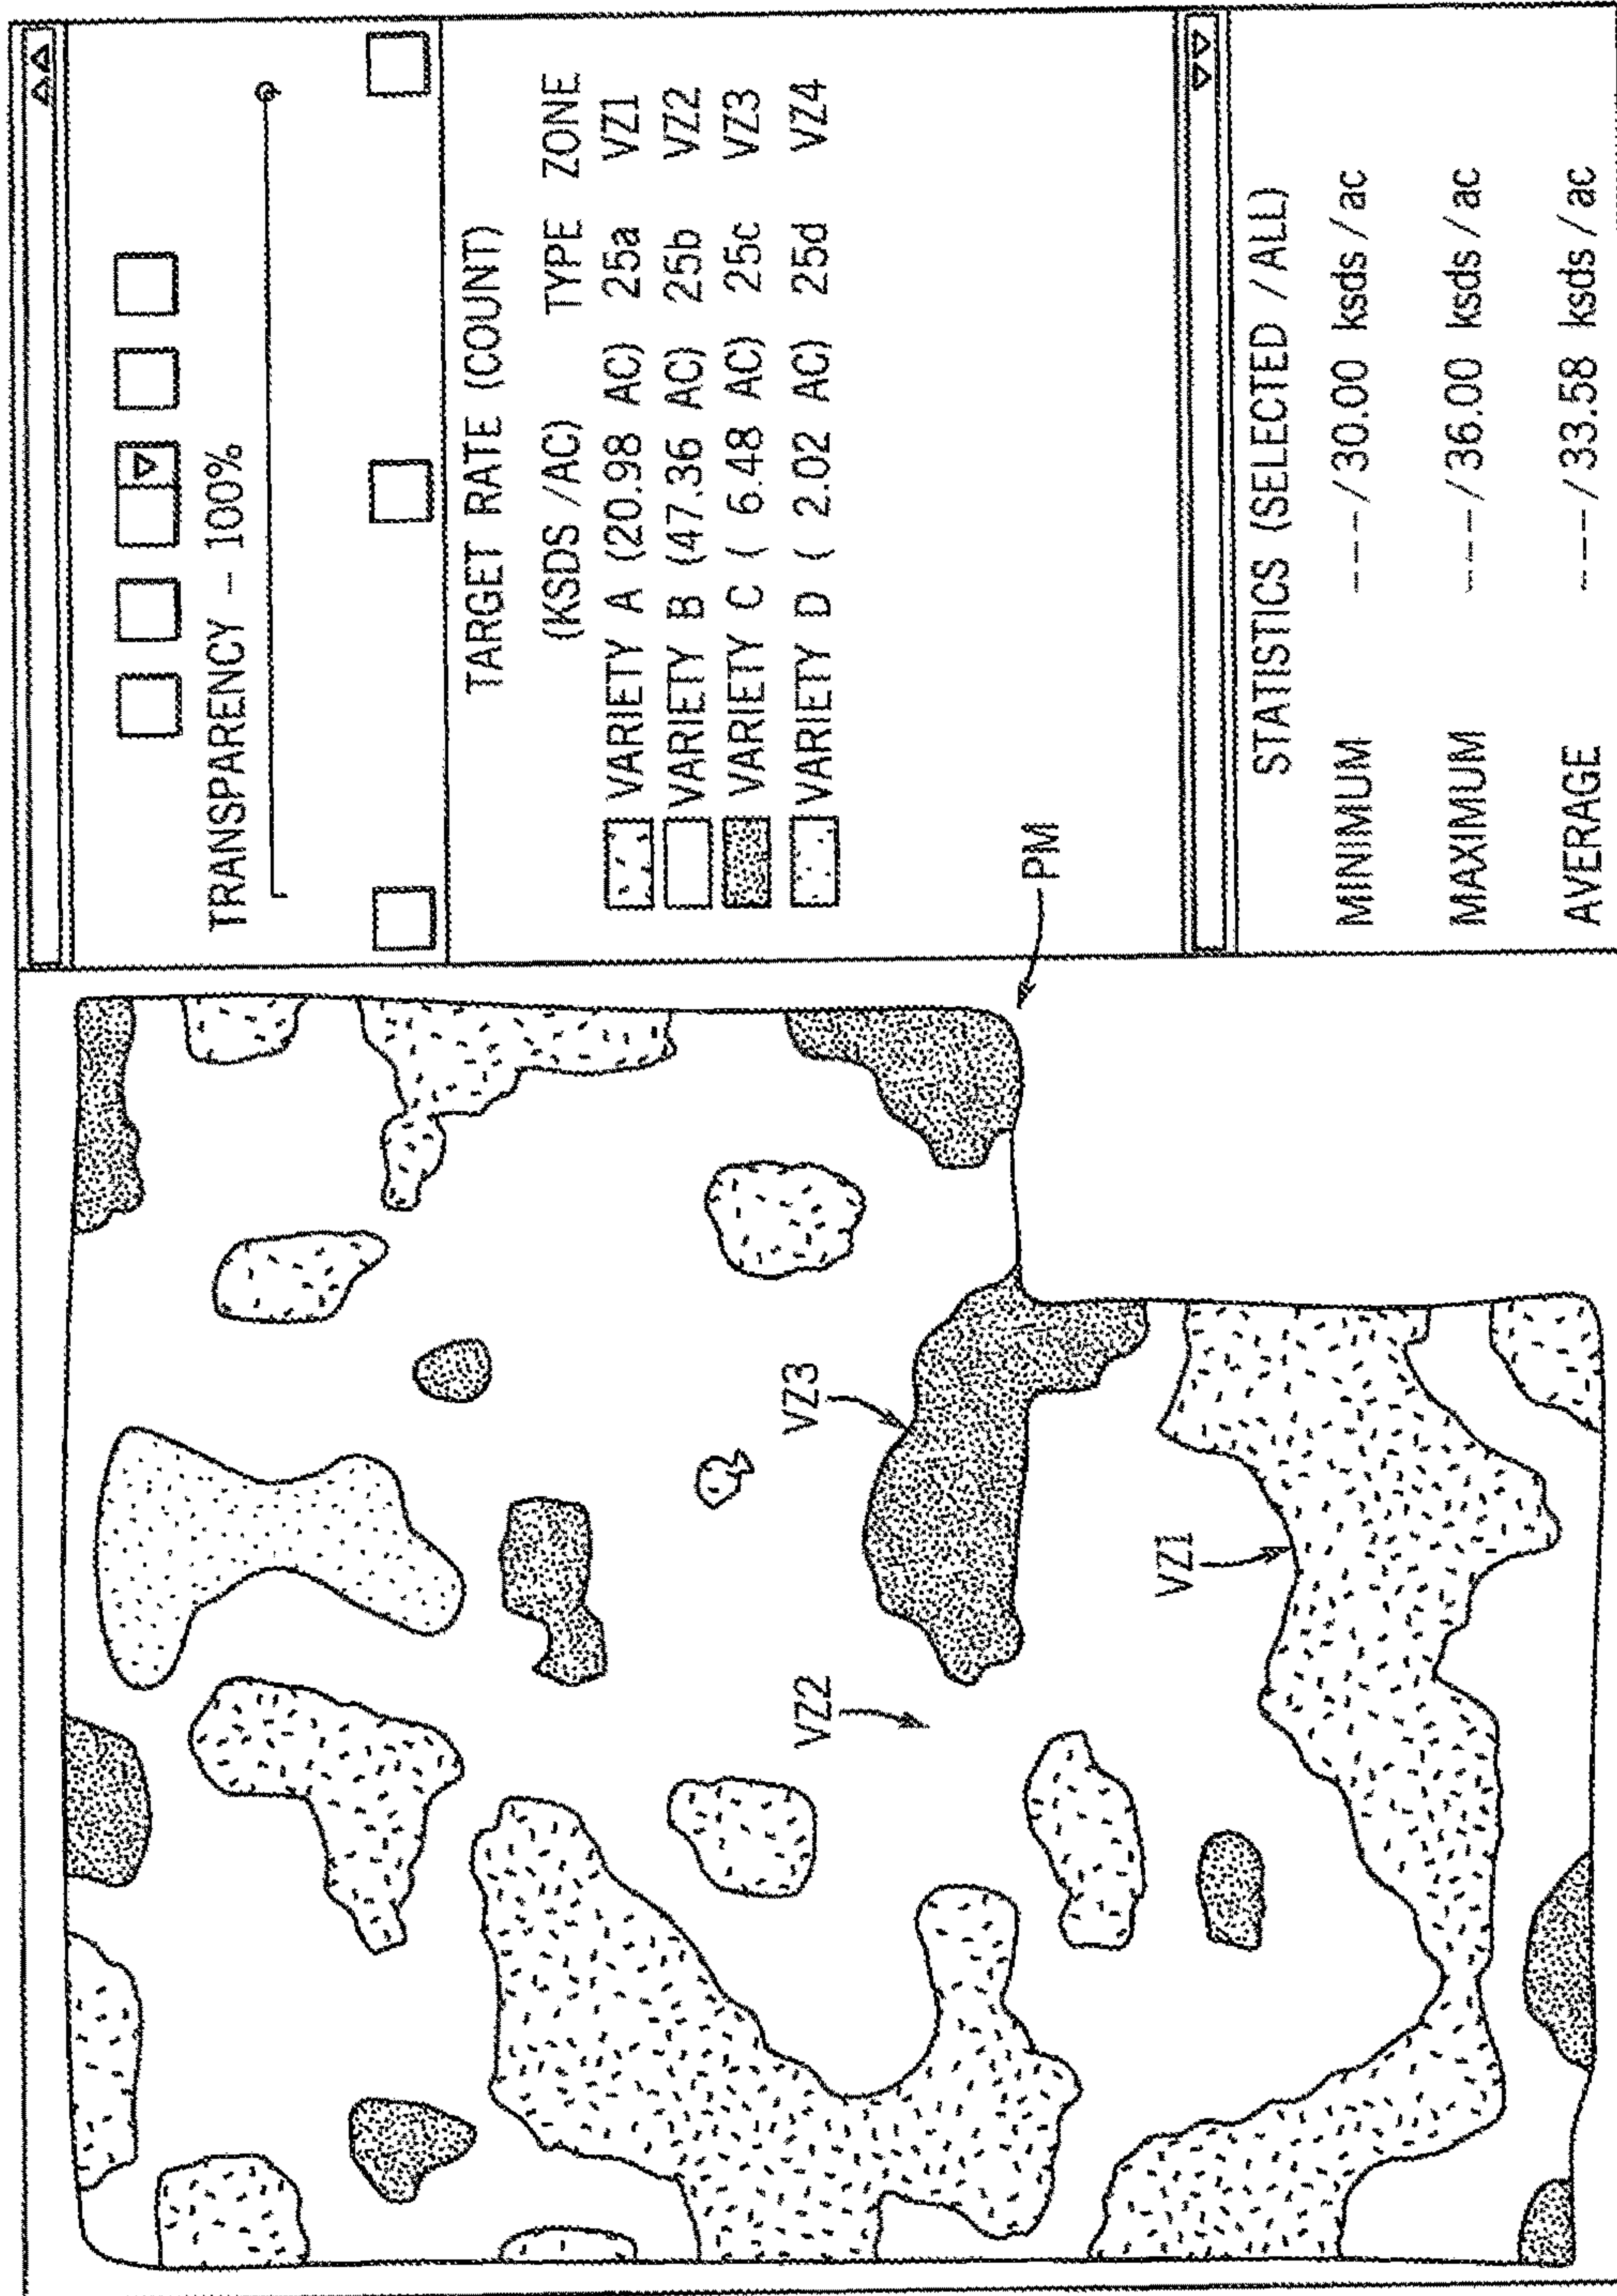 TRANSPARENCY - 100%
TARGET RATE (COUNT)
(KSDS /AC) TYPE ZONE
VARIETY A (20.98 AC) 25a VZ1
VARIETY B (47.36 AC) 25b VZ2
VARIETY C ( 6.48 AC) 25c VZ3
VARIETY D ( 2.02 AC) 25d VZ4
PM
STATISTICS (SELECTED / ALL)
MINIMUM ---/30.00 ksds/ac
MAXIMUM ---/36.00 ksds/ac
AVERAGE ---/33.58 ksds/ac
VZ3
VZ2
VZ1